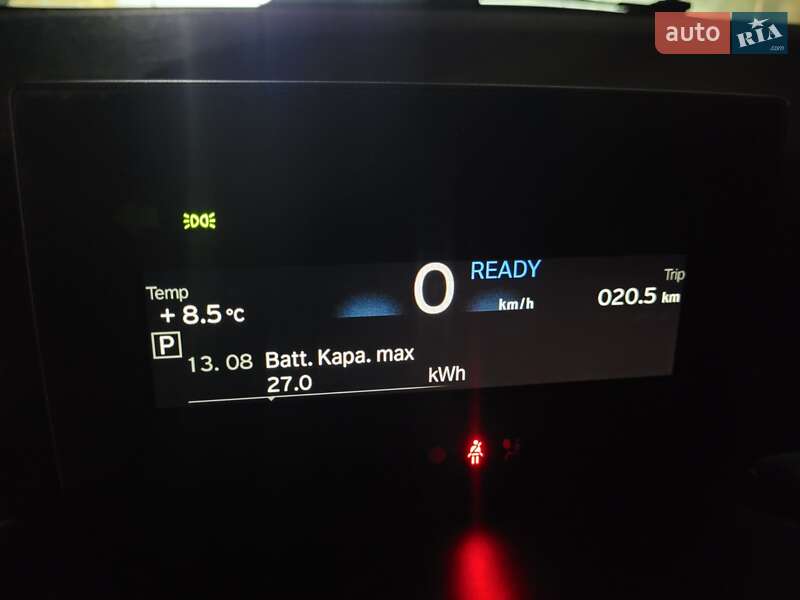 auto RIA
.com
READY
0
km/h
Temp
+ 8.5 °C
Trip
020.5 km
P
13. 08 Batt. Kapa. max
27.0 kWh